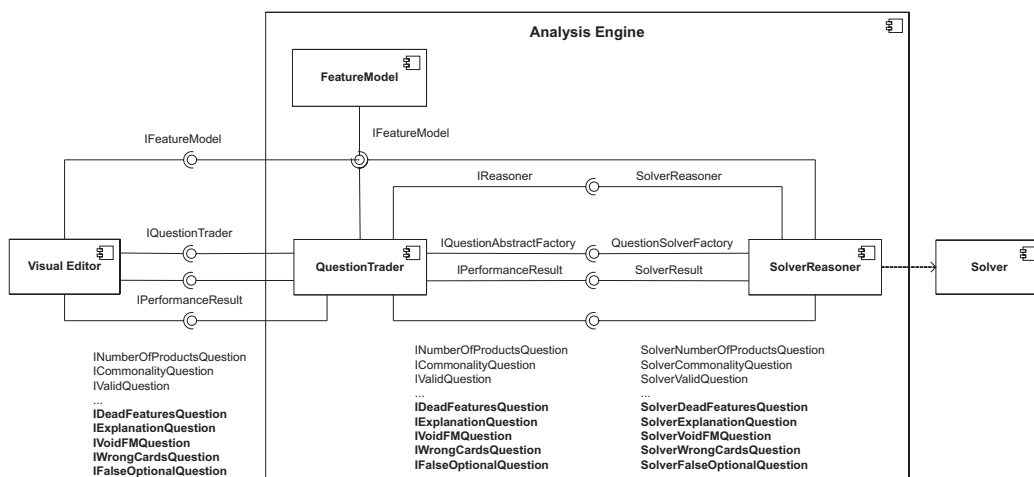 Analysis Engine
FeatureModel
IFeatureModel
IFeatureModel
IReasoner
SolverReasoner
IQuestionTrader
IQuestionAbstractFactory
QuestionSolverFactory
Visual Editor
QuestionTrader
IPerformanceResult
SolverResult
SolverReasoner
Solver
IPerformanceResult
INumberOfProductsQuestion
ICommonalityQuestion
IValidQuestion
...
IDeadFeaturesQuestion
IExplanationQuestion
IVoidFMQuestion
IWrongCardsQuestion
IFalseOptionalQuestion
INumberOfProductsQuestion
ICommonalityQuestion
IValidQuestion
...
IDeadFeaturesQuestion
IExplanationQuestion
IVoidFMQuestion
IWrongCardsQuestion
IFalseOptionalQuestion
SolverNumberOfProductsQuestion
SolverCommonalityQuestion
SolverValidQuestion
...
SolverDeadFeaturesQuestion
SolverExplanationQuestion
SolverVoidFMQuestion
SolverWrongCardsQuestion
SolverFalseOptionalQuestion